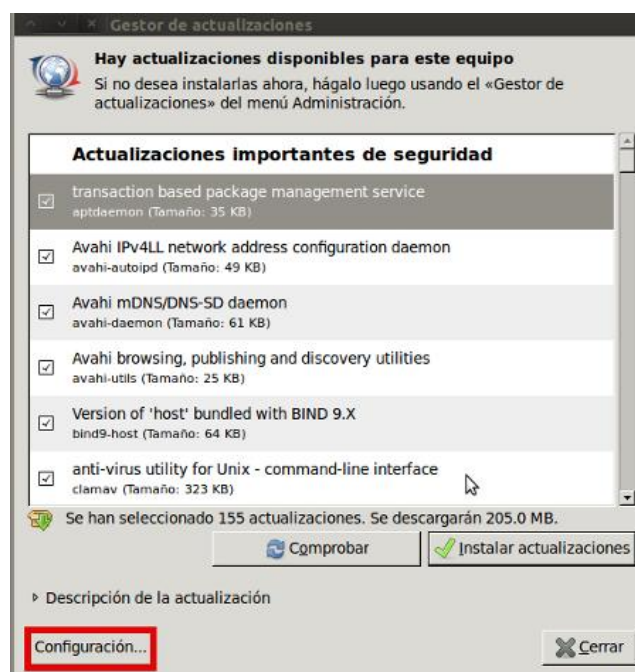 Gestor de actualizaciones
Hay actualizaciones disponibles para este equipo
Si no desea instalarlas ahora, hágalo luego usando el «Gestor de
actualizaciones» del menú Administración.
Actualizaciones importantes de seguridad
transaction based package management service
aptdaemon (Tamaño: 35 KB)
Avahi IPv4LL network address configuration daemon
avahi-autoipd (Tamaño: 49 KB)
Avahi mDNS/DNS-SD daemon
avahi-daemon (Tamaño: 61 KB)
Avahi browsing, publishing and discovery utilities
avahi-utils (Tamaño: 25 KB)
Version of 'host' bundled with BIND 9.X
bind9-host (Tamaño: 64 KB)
anti-virus utility for Unix - command-line interface
clamav (Tamaño: 323 KB)
Se han seleccionado 155 actualizaciones. Se descargarán 205.0 MB.
Comprobar
Instalar actualizaciones
Descripción de la actualización
Configuración...
Cerrar